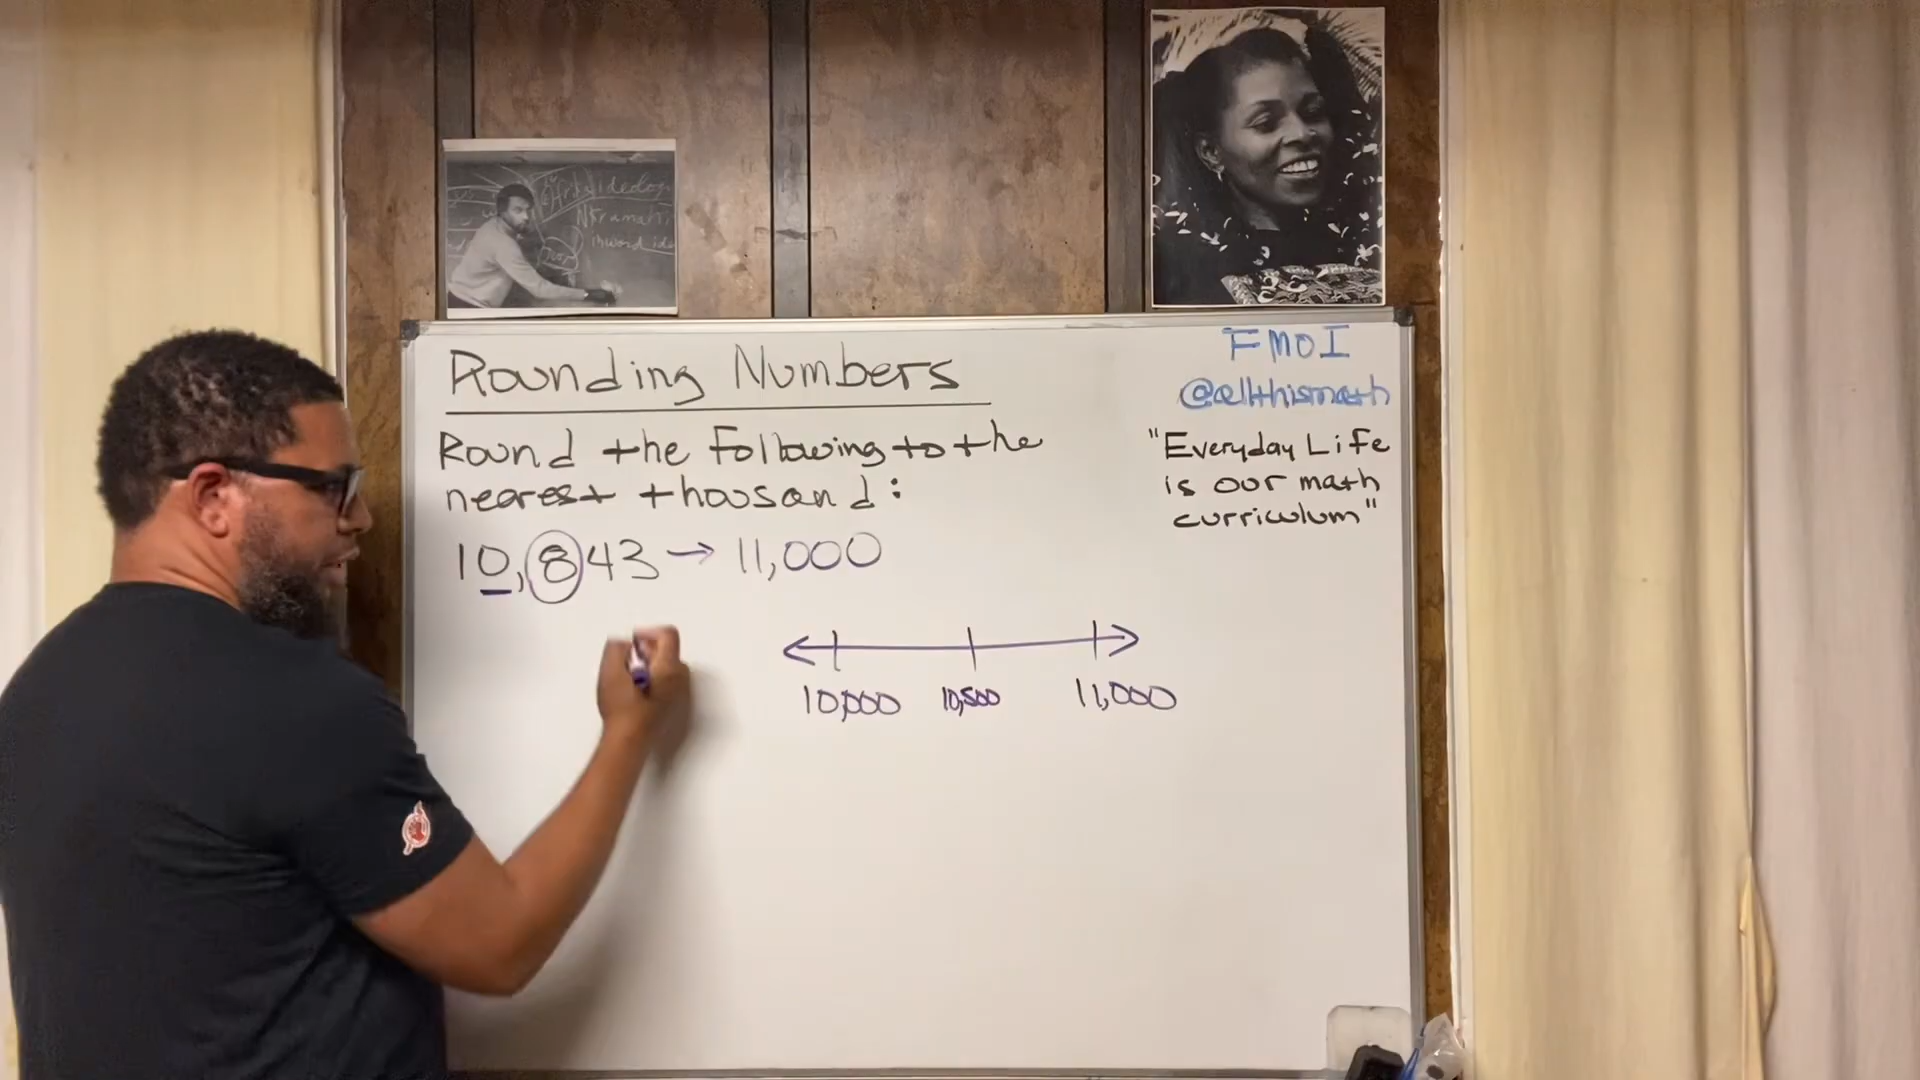 Rounding Numbers
Round the following to the
nearest thousand:
10,843 → 11,000
10,000 10,500 11,000
FMOI
@allthismath
"Everyday Life
is our math
curriculum"